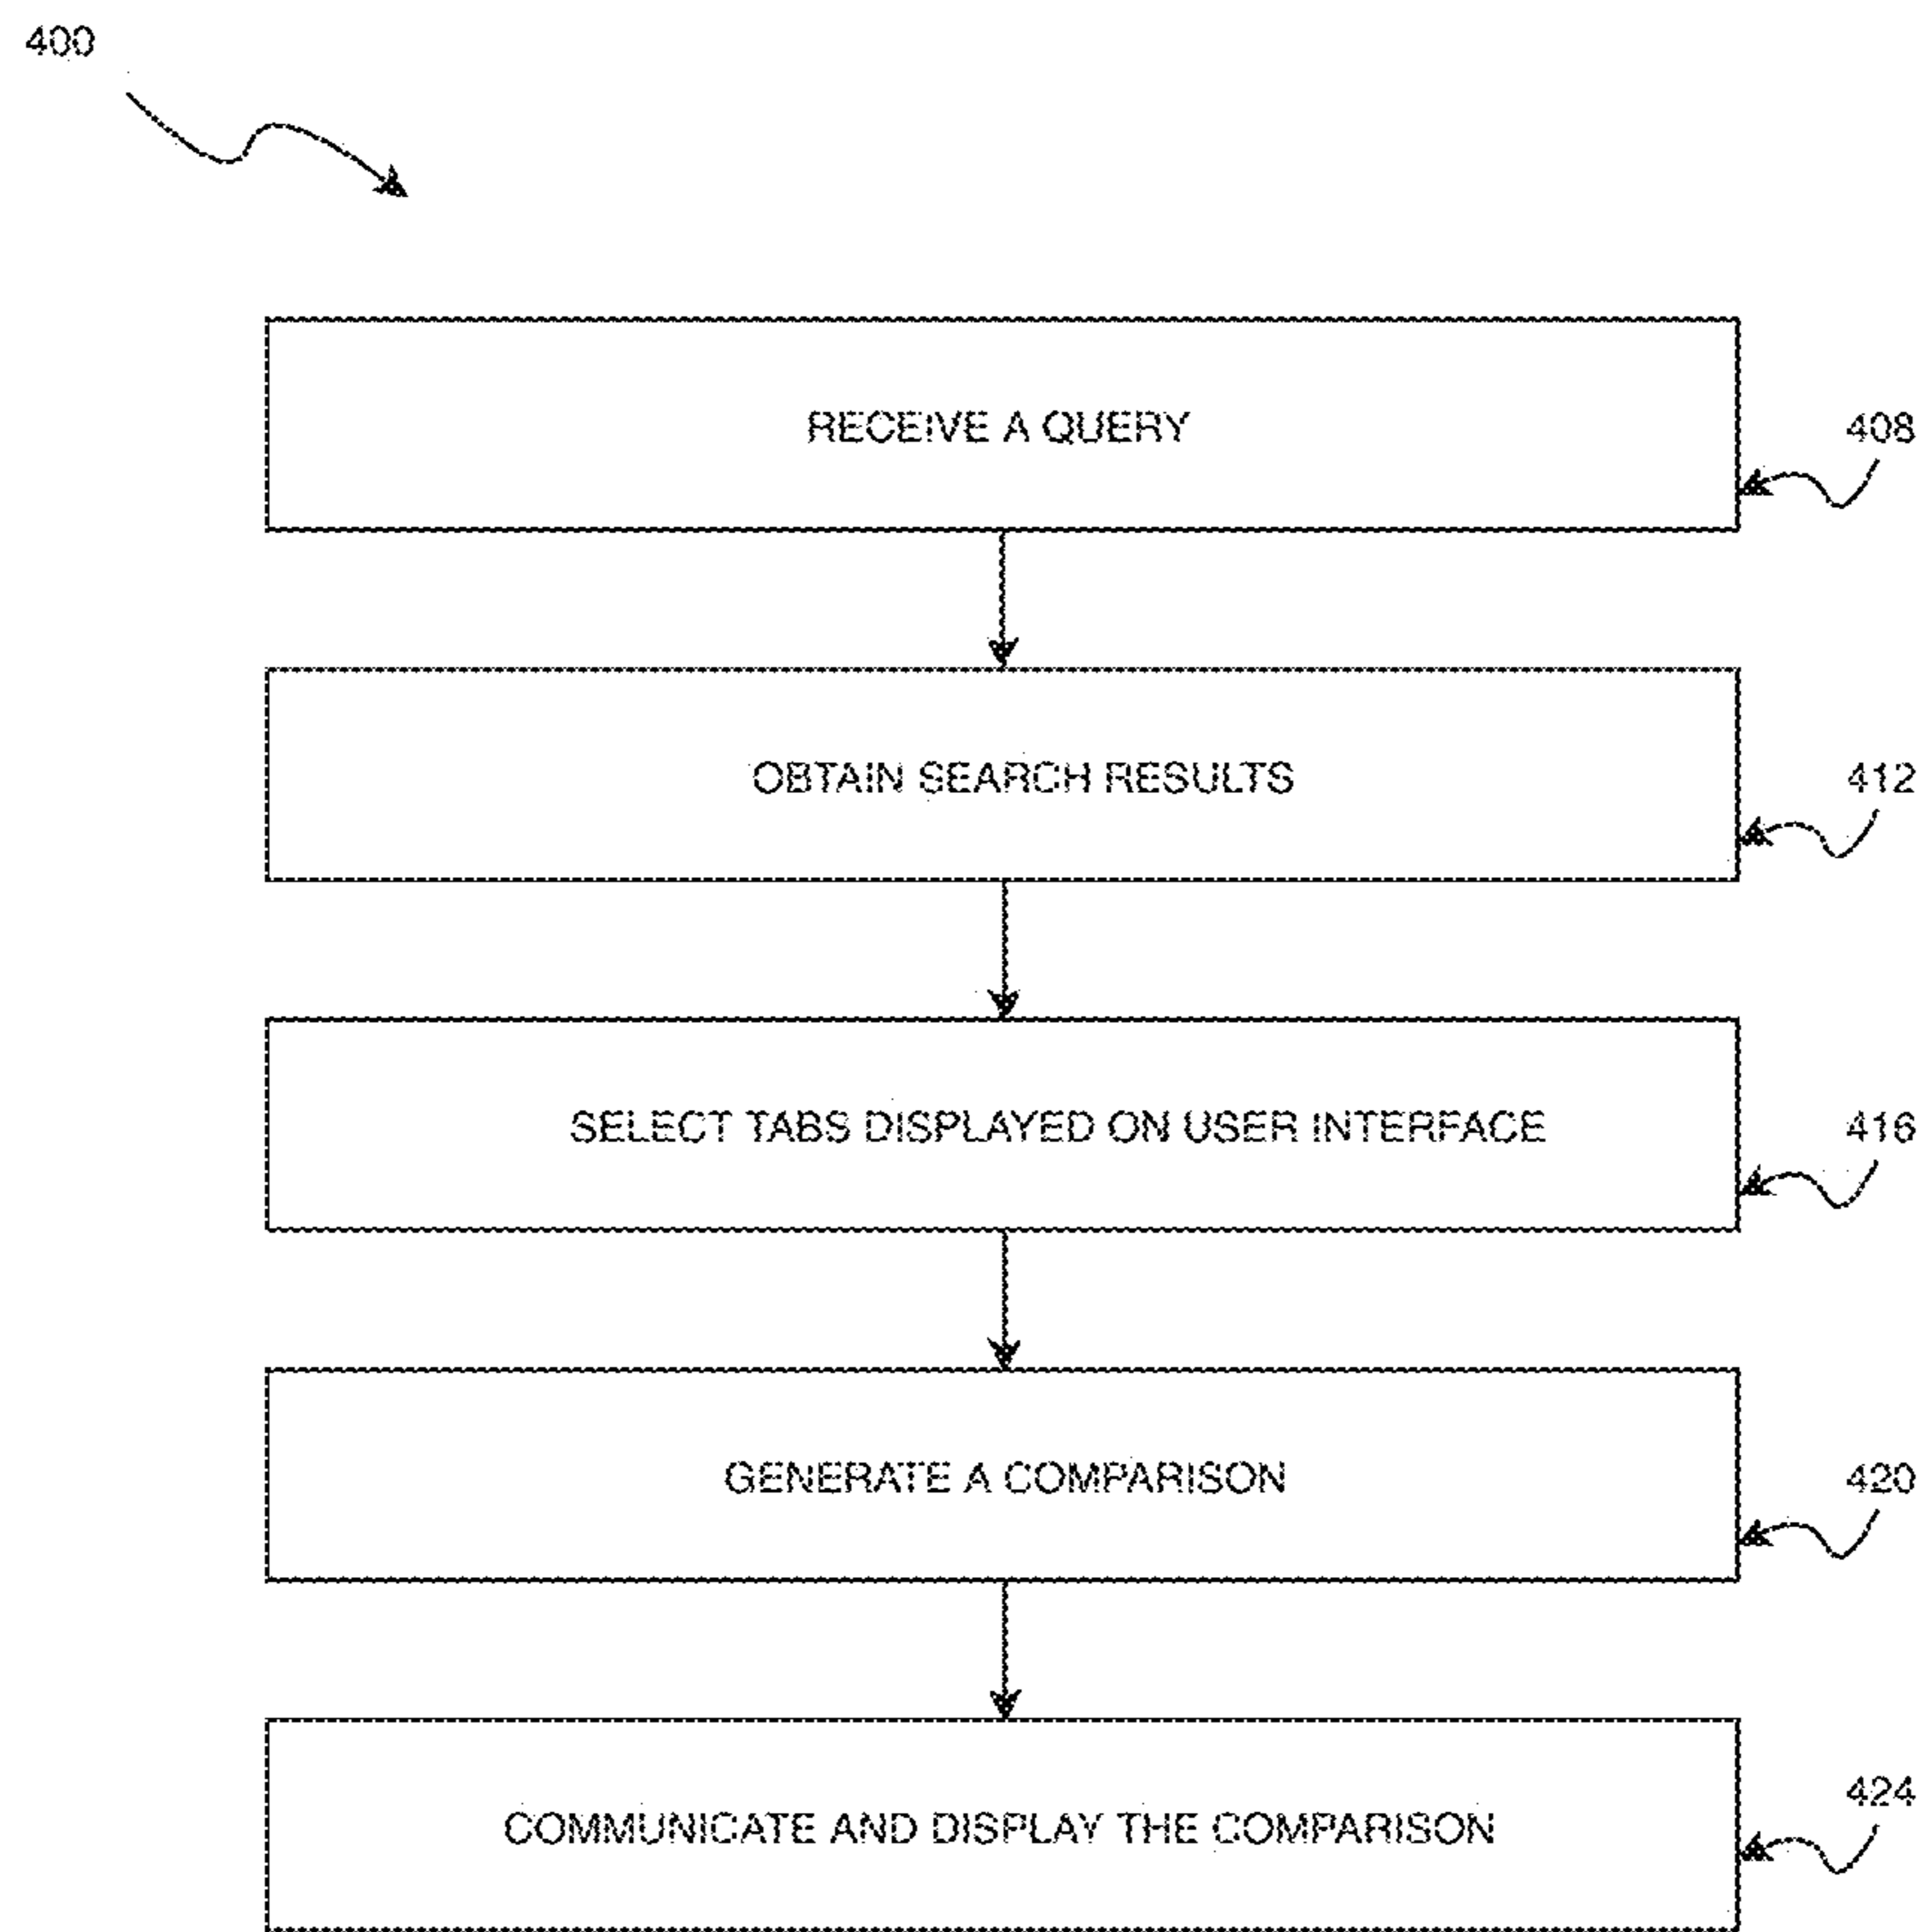 400
RECEIVE A QUERY
408
OBTAIN SEARCH RESULTS
412
SELECT TABS DISPLAYED ON USER INTERFACE
416
GENERATE A COMPARISON
420
COMMUNICATE AND DISPLAY THE COMPARISON
424